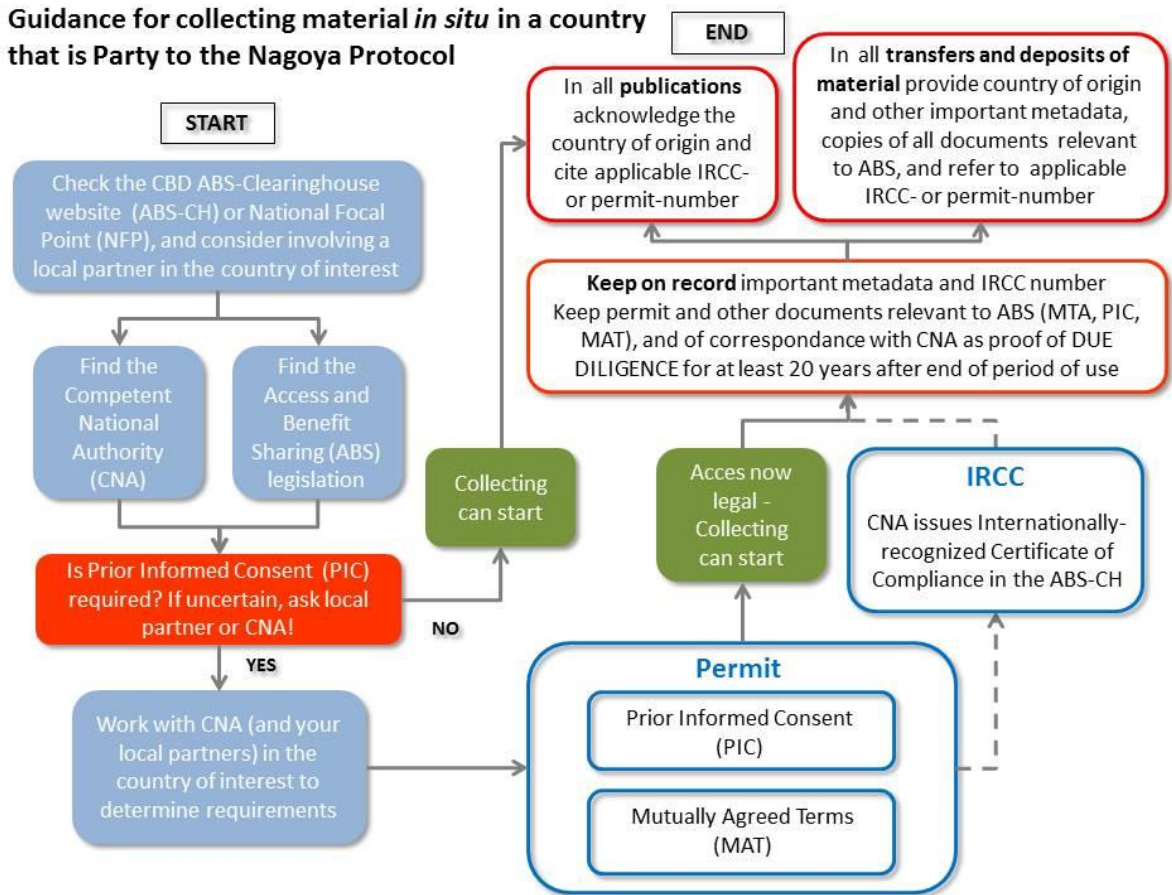 Guidance for collecting material in situ in a country
that is Party to the Nagoya Protocol
START
Check the CBD ABS-Clearinghouse
website (ABS-CH) or National Focal
Point (NFP), and consider involving a
local partner in the country of interest
Find the
Competent
National
Authority
(CNA)
Find the
Access and
Benefit
Sharing (ABS)
legislation
Is Prior Informed Consent (PIC)
required? If uncertain, ask local
partner or CNA!
NO
YES
Collecting
can start
Work with CNA (and your
local partners) in the
country of interest to
determine requirements
Permit
Prior Informed Consent
(PIC)
Mutually Agreed Terms
(MAT)
Acces now
legal -
Collecting
can start
IRCC
CNA issues Internationally-
recognized Certificate of
Compliance in the ABS-CH
Keep on record important metadata and IRCC number
Keep permit and other documents relevant to ABS (MTA, PIC,
MAT), and of correspondance with CNA as proof of DUE
DILIGENCE for at least 20 years after end of period of use
END
In all publications
acknowledge the
country of origin and
cite applicable IRCC-
or permit-number
In all transfers and deposits of
material provide country of origin
and other important metadata,
copies of all documents relevant
to ABS, and refer to applicable
IRCC- or permit-number